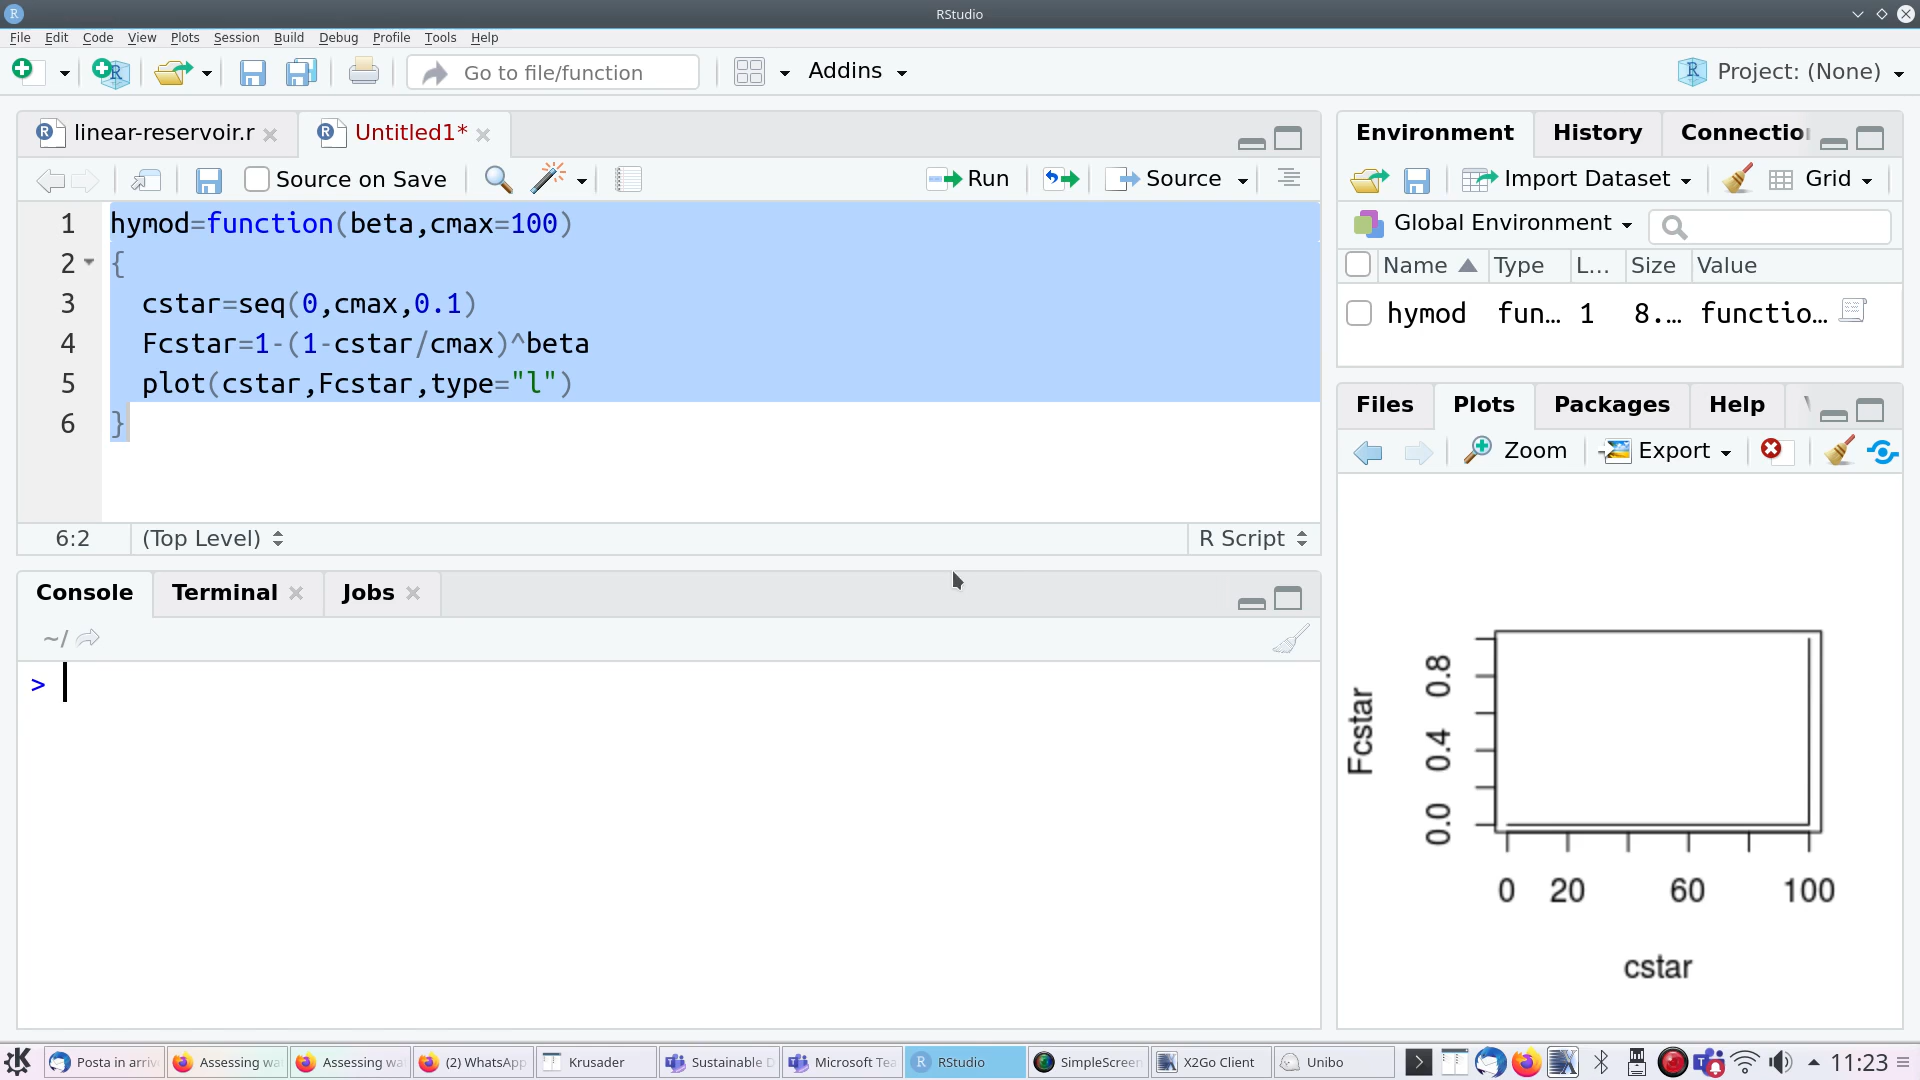 RStudio
File Edit Code View Plots Session Build Debug Profile Tools Help
Go to file/function
Addins
Project: (None)
linear-reservoir.r
Untitled1*
Source on Save
Run
Source
1 hymod=function(beta,cmax=100)
2 {
3 cstar=seq(0,cmax,0.1)
4 Fcstar=1-(1-cstar/cmax)^beta
5 plot(cstar,Fcstar,type="l")
6 }
6:2
(Top Level)
R Script
Console
Terminal
Jobs
~/
>
Environment
History
Connectio
Import Dataset
Grid
Global Environment
Name Type L... Size Value
hymod fun... 1 8.... functio...
Files
Plots
Packages
Help
Zoom
Export
Fcstar
0.8
0.4
0.0
0 20 60 100
cstar
Posta in arriv
Assessing wa
Assessing wa
(2) WhatsApp
Krusader
Sustainable D
Microsoft Tea
RStudio
SimpleScreen
X2Go Client
Unibo
11:23